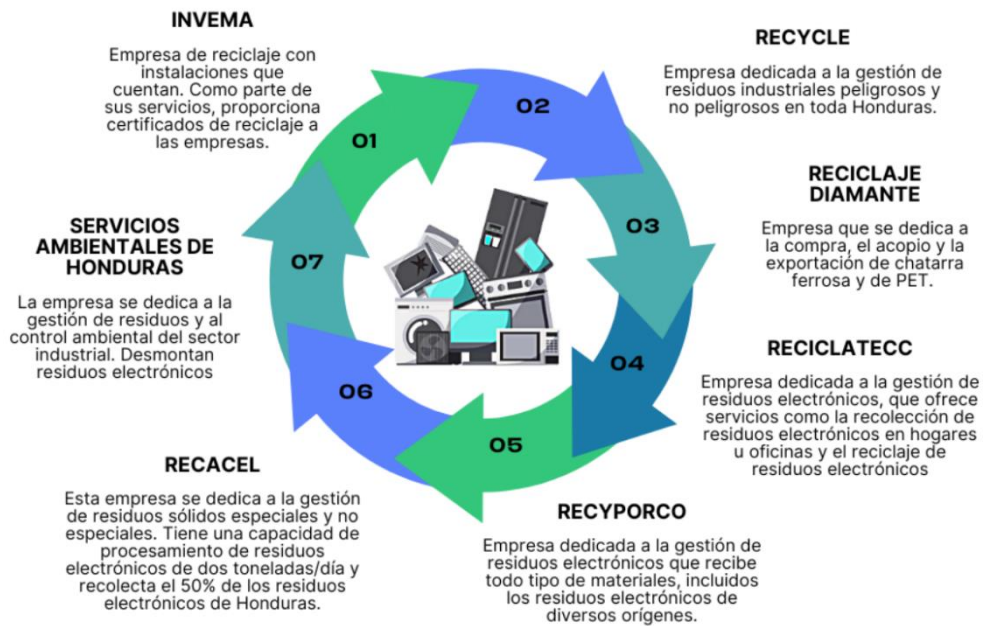 INVEMA
Empresa de reciclaje con
instalaciones que
cuentan. Como parte de
sus servicios, proporciona
certificados de reciclaje a
las empresas.
01
02
RECYCLE
Empresa dedicada a la gestión de
residuos industriales peligrosos y
no peligrosos en toda Honduras.
03
RECICLAJE
DIAMANTE
Empresa que se dedica a
la compra, el acopio y la
exportación de chatarra
ferrosa y de PET.
04
RECICLATECC
Empresa dedicada a la gestión de
residuos electrónicos, que ofrece
servicios como la recolección de
residuos electrónicos en hogares
u oficinas y el reciclaje de
residuos electrónicos
05
RECYPORCO
Empresa dedicada a la gestión de
residuos electrónicos que recibe
todo tipo de materiales, incluidos
los residuos electrónicos de
diversos orígenes.
06
RECACEL
Esta empresa se dedica a la gestión
de residuos sólidos especiales y no
especiales. Tiene una capacidad de
procesamiento de residuos
electrónicos de dos toneladas/día y
recolecta el 50% de los residuos
electrónicos de Honduras.
07
SERVICIOS
AMBIENTALES DE
HONDURAS
La empresa se dedica a la
gestión de residuos y al
control ambiental del sector
industrial. Desmontan
residuos electrónicos